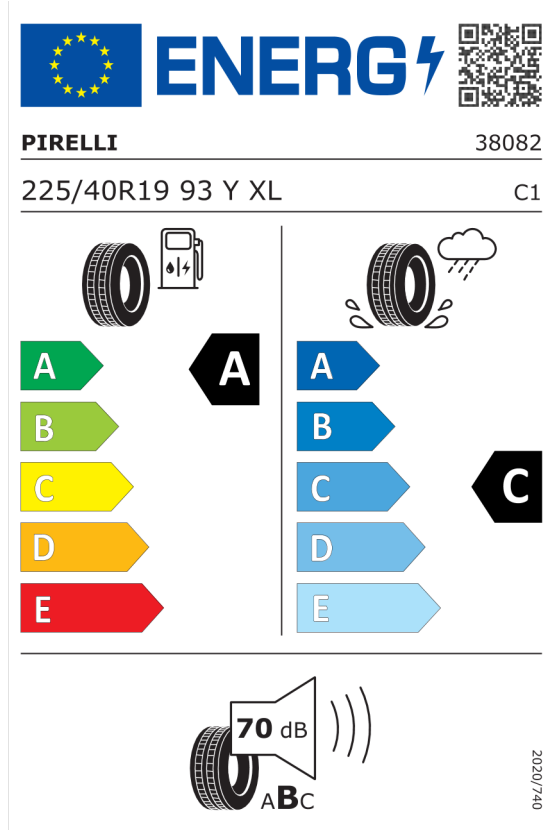 ENERG
PIRELLI 38082
225/40R19 93 Y XL C1
A A A
B B
C C C
D D
E E
70 dB
ABC
2020/740